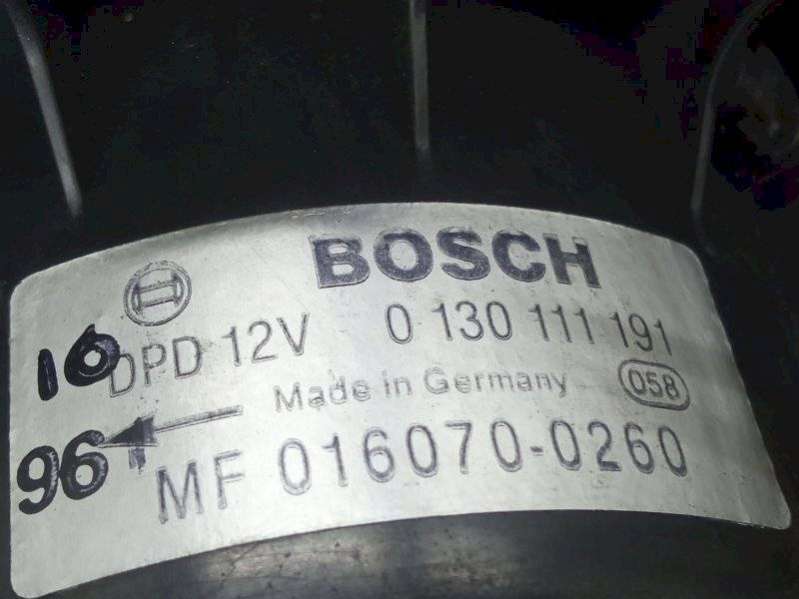 BOSCH
16 DPD 12V 0 130 111 191
Made in Germany 058
96 MF 016070-0260